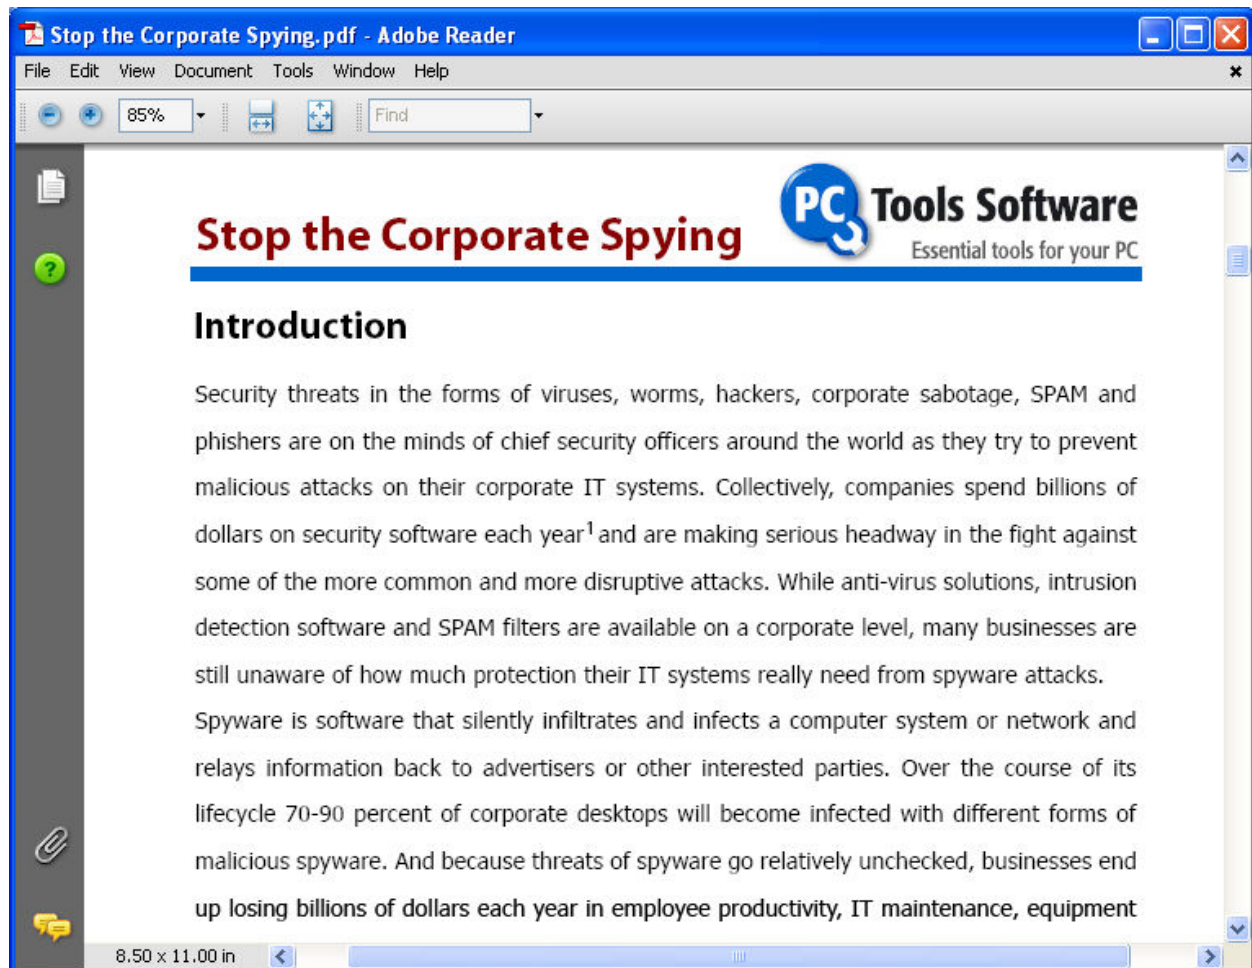 Stop the Corporate Spying.pdf - Adobe Reader
File Edit View Document Tools Window Help
85% Find
PC Tools Software
Stop the Corporate Spying
Essential tools for your PC
Introduction
Security threats in the forms of viruses, worms, hackers, corporate sabotage, SPAM and
phishers are on the minds of chief security officers around the world as they try to prevent
malicious attacks on their corporate IT systems. Collectively, companies spend billions of
dollars on security software each year1 and are making serious headway in the fight against
some of the more common and more disruptive attacks. While anti-virus solutions, intrusion
detection software and SPAM filters are available on a corporate level, many businesses are
still unaware of how much protection their IT systems really need from spyware attacks.
Spyware is software that silently infiltrates and infects a computer system or network and
relays information back to advertisers or other interested parties. Over the course of its
lifecycle 70-90 percent of corporate desktops will become infected with different forms of
malicious spyware. And because threats of spyware go relatively unchecked, businesses end
up losing billions of dollars each year in employee productivity, IT maintenance, equipment
8.50 x 11.00 in